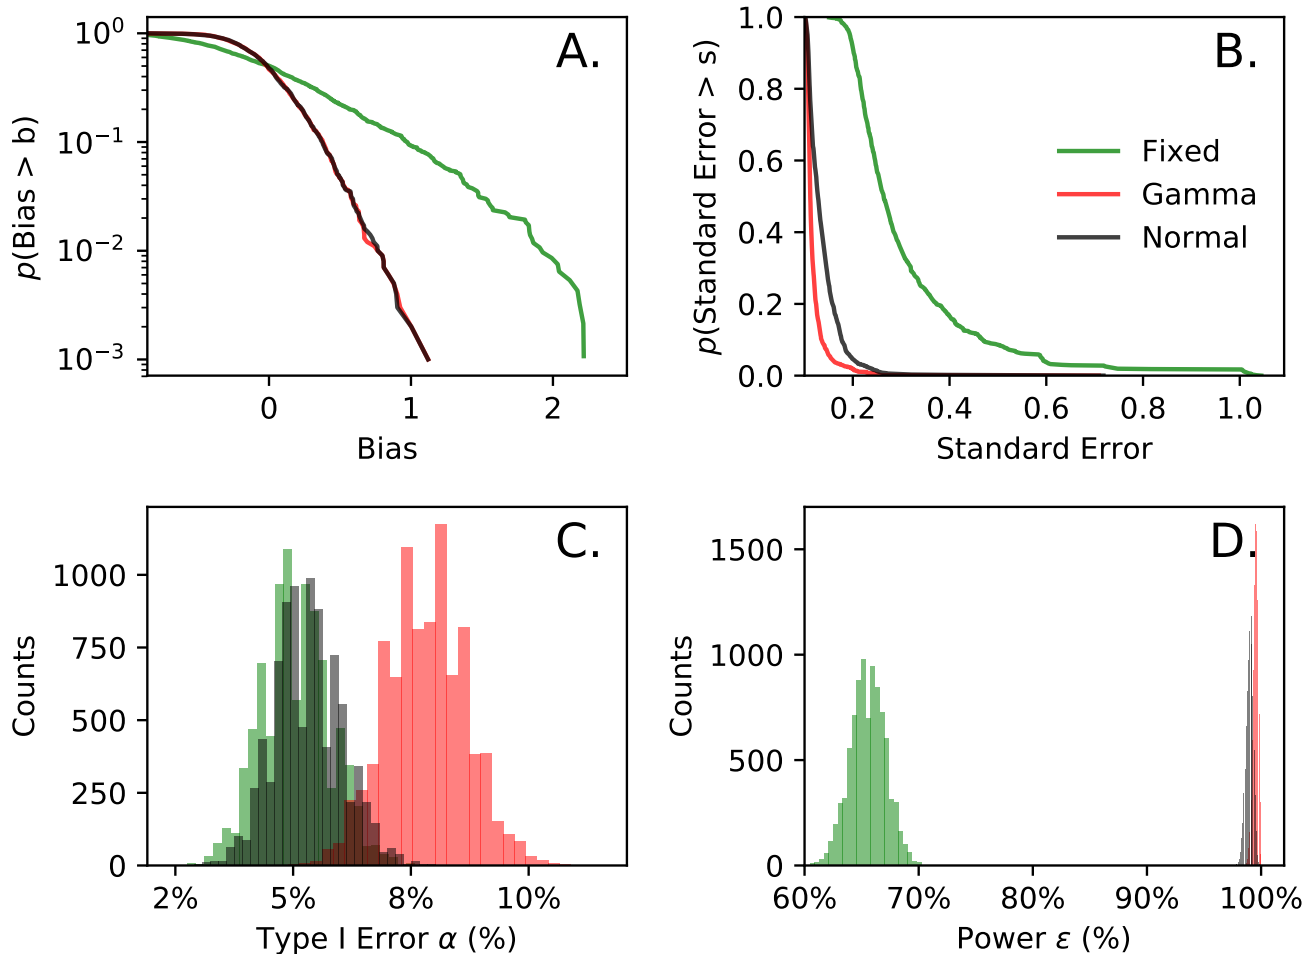 A.
p(Bias > b)
10⁰
10⁻¹
10⁻²
10⁻³
0 1 2
Bias
B.
p(Standard Error > s)
1.0
0.8
0.6
0.4
0.2
0.0
Fixed
Gamma
Normal
0.2 0.4 0.6 0.8 1.0
Standard Error
C.
Counts
1000
750
500
250
0
2% 5% 8% 10%
Type I Error α (%)
D.
Counts
1500
1000
500
0
60% 70% 80% 90% 100%
Power ε (%)